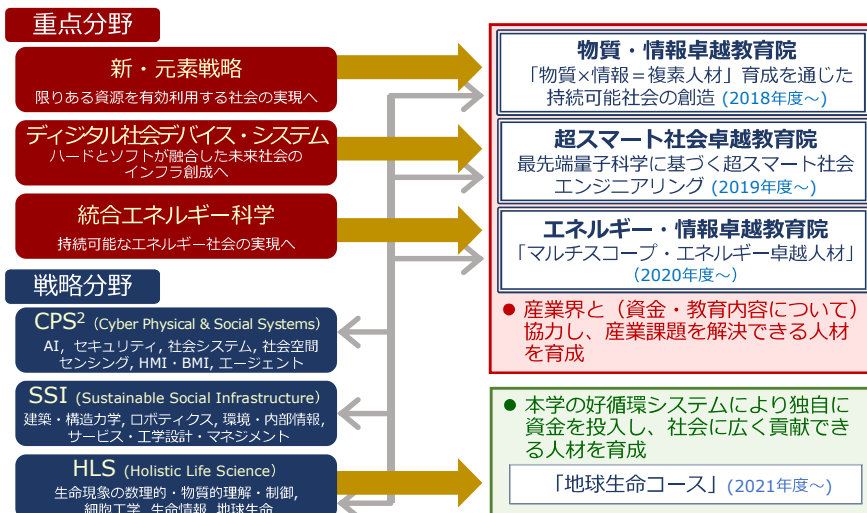 重点分野
新・元素戦略
限りある資源を有効利用する社会の実現へ
ディジタル社会デバイス・システム
ハードとソフトが融合した未来社会の
インフラ創成へ
統合エネルギー科学
持続可能なエネルギー社会の実現へ
戦略分野
CPS² (Cyber Physical & Social Systems)
AI, セキュリティ, 社会システム, 社会空間
センシング, HMI・BMI, エージェント
SSI (Sustainable Social Infrastructure)
建築・構造力学, ロボティクス, 環境・内部情報,
サービス・工学設計・マネジメント
HLS (Holistic Life Science)
生命現象の数理的・物質的理解・制御,
細胞工学, 生命情報, 地球生命
物質・情報卓越教育院
「物質×情報=複素人材」育成を通じた
持続可能社会の創造 (2018年度~)
超スマート社会卓越教育院
最先端量子科学に基づく超スマート社会
エンジニアリング (2019年度~)
エネルギー・情報卓越教育院
「マルチスコープ・エネルギー卓越人材」
(2020年度~)
● 産業界と(資金・教育内容について)
協力し、産業課題を解決できる人材
を育成
● 本学の好循環システムにより独自に
資金を投入し、社会に広く貢献でき
る人材を育成
「地球生命コース」(2021年度~)